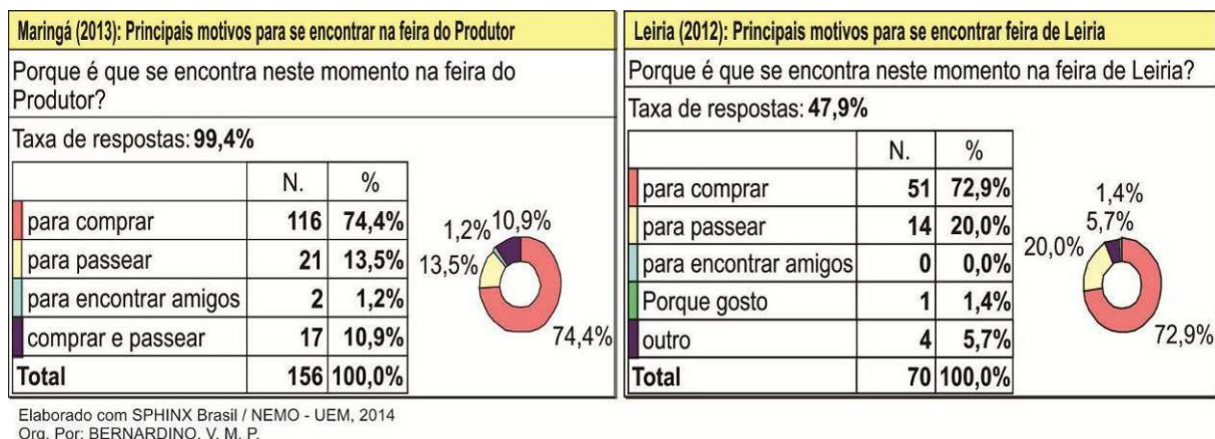 Maringá (2013): Principais motivos para se encontrar na feira do Produtor
Porque é que se encontra neste momento na feira do
Produtor?
Taxa de respostas: 99,4%
N. %
para comprar 116 74,4%
para passear 21 13,5%
para encontrar amigos 2 1,2%
comprar e passear 17 10,9%
Total 156 100,0%
1,2% 10,9%
13,5%
74,4%
Leiria (2012): Principais motivos para se encontrar feira de Leiria
Porque é que se encontra neste momento na feira de Leiria?
Taxa de respostas: 47,9%
N. %
para comprar 51 72,9%
para passear 14 20,0%
para encontrar amigos 0 0,0%
Porque gosto 1 1,4%
outro 4 5,7%
Total 70 100,0%
1,4%
5,7%
20,0%
72,9%
Elaborado com SPHINX Brasil / NEMO - UEM, 2014
Org. Por: BERNARDINO, V. M. P.